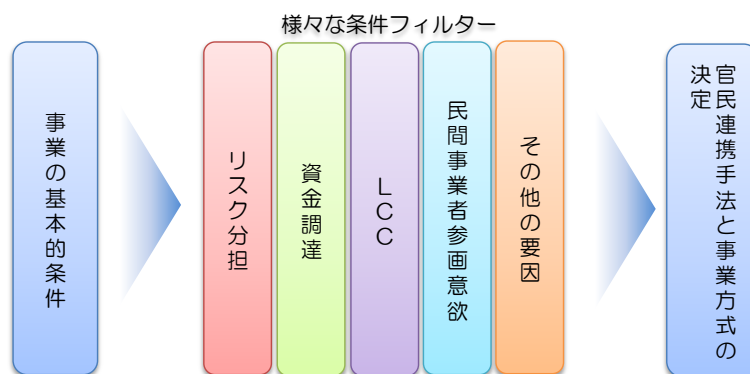 様々な条件フィルター
事業の基本的条件
リスク分担
資金調達
LCC
民間事業者参画意欲
その他の要因
官民連携手法と事業方式の
決定